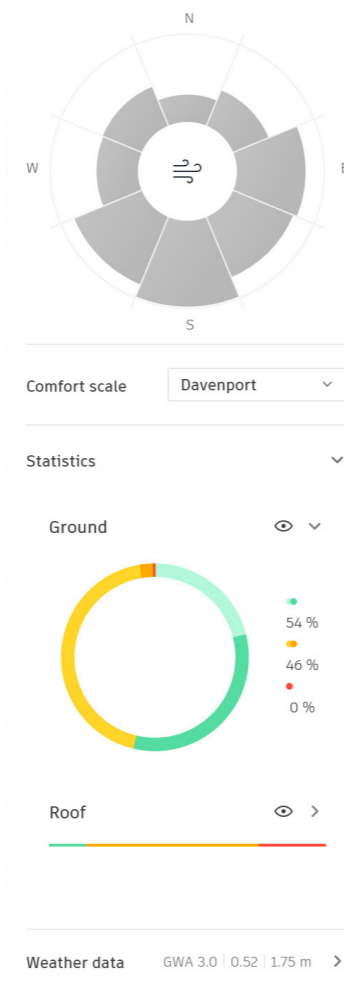 N
W
E
S
Comfort scale
Davenport
Statistics
Ground
54 %
46 %
0 %
Roof
Weather data
GWA 3.0 | 0.52 | 1.75 m